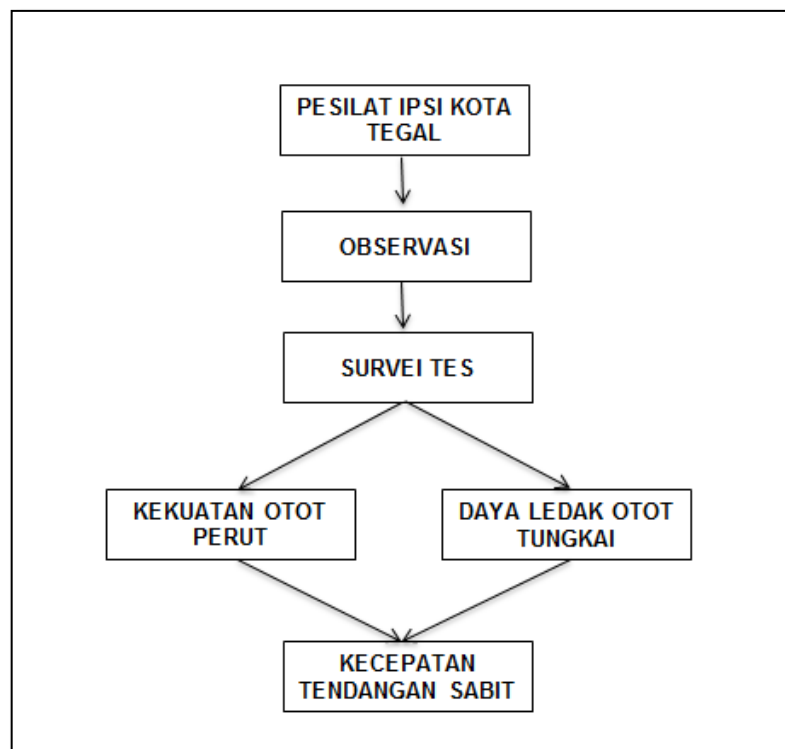 PESILAT IPSI KOTA
TEGAL
OBSERVASI
SURVEI TES
KEKUATAN OTOT
PERUT
DAYA LEDAK OTOT
TUNGKAI
KECEPATAN
TENDANGAN SABIT